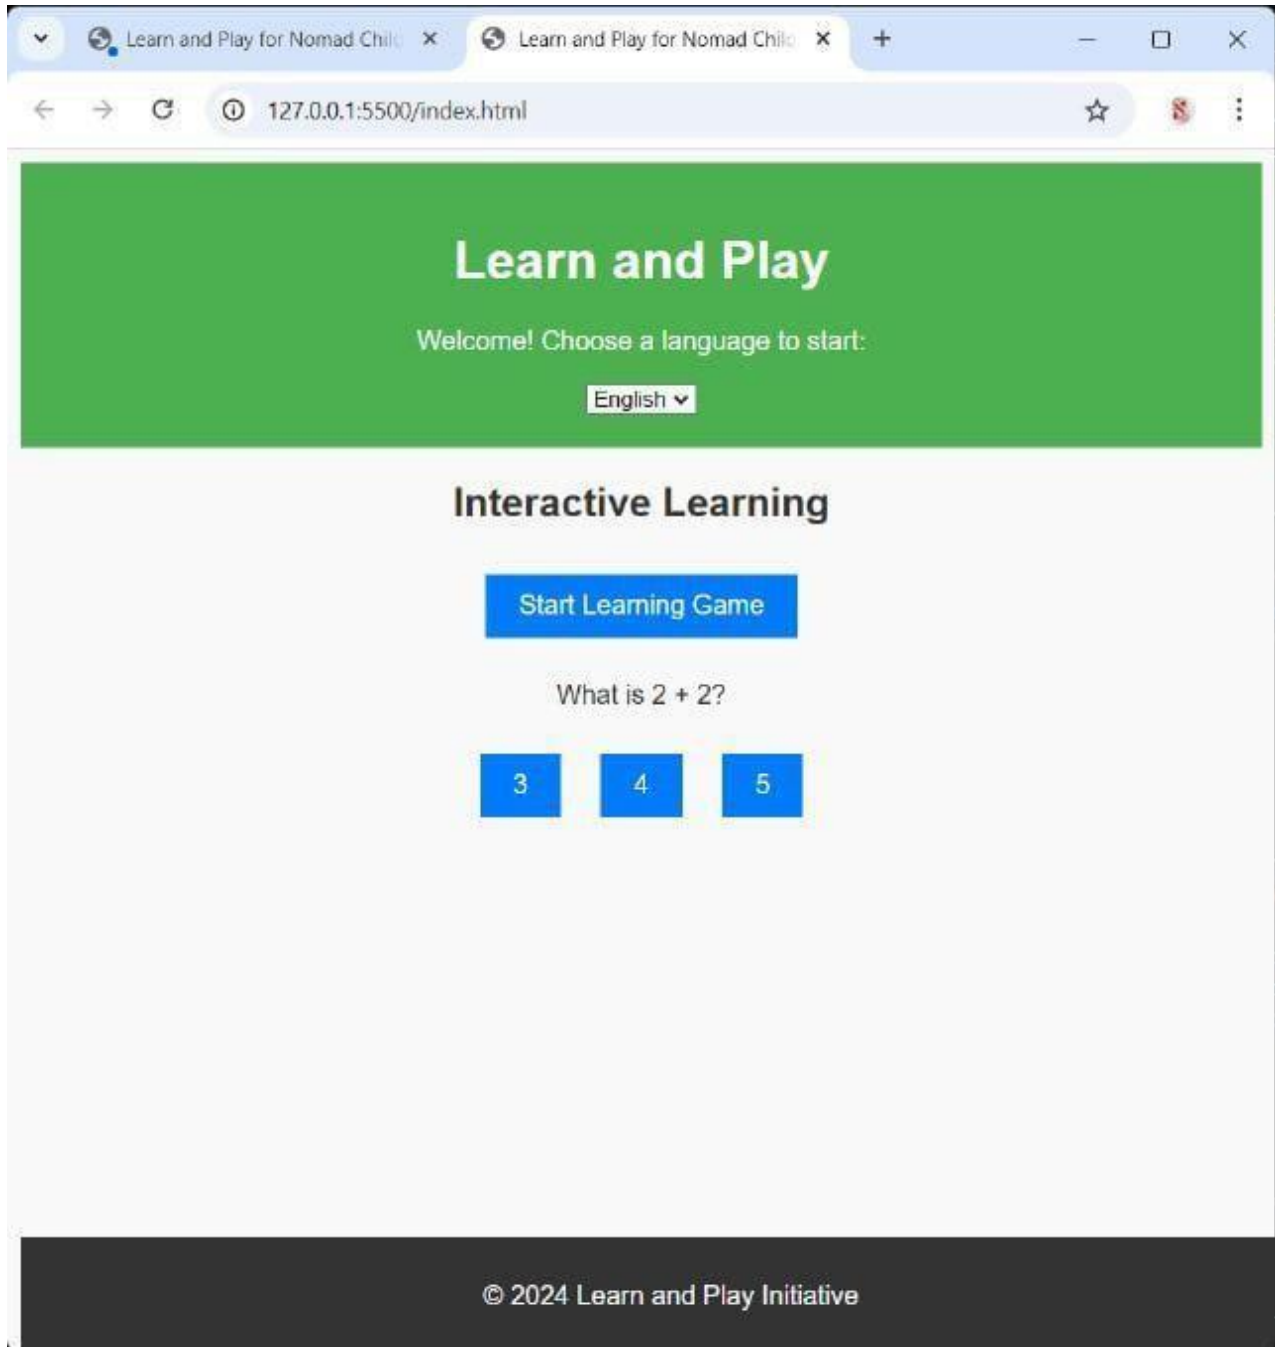 Learn and Play for Nomad Chil
Learn and Play for Nomad Chil
127.0.0.1:5500/index.html
Learn and Play
Welcome! Choose a language to start:
English
Interactive Learning
Start Learning Game
What is 2 + 2?
3 4 5
© 2024 Learn and Play Initiative